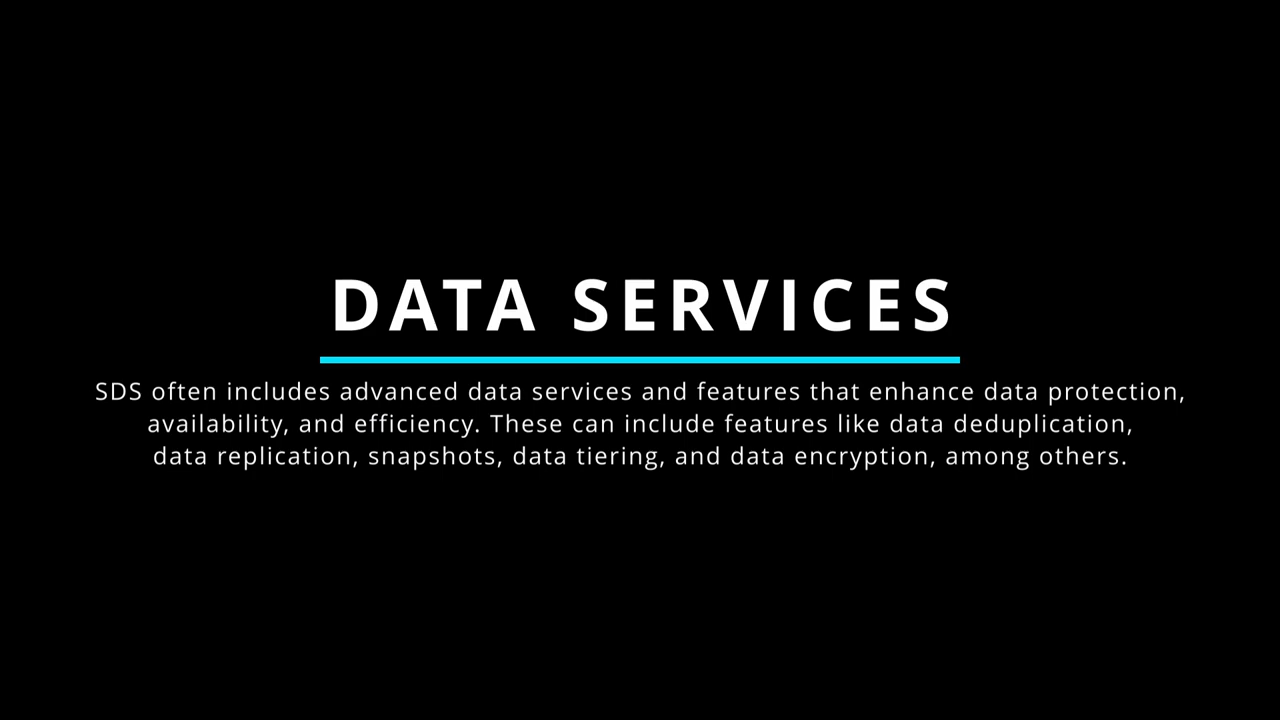 DATA SERVICES
SDS often includes advanced data services and features that enhance data protection,
availability, and efficiency. These can include features like data deduplication,
data replication, snapshots, data tiering, and data encryption, among others.